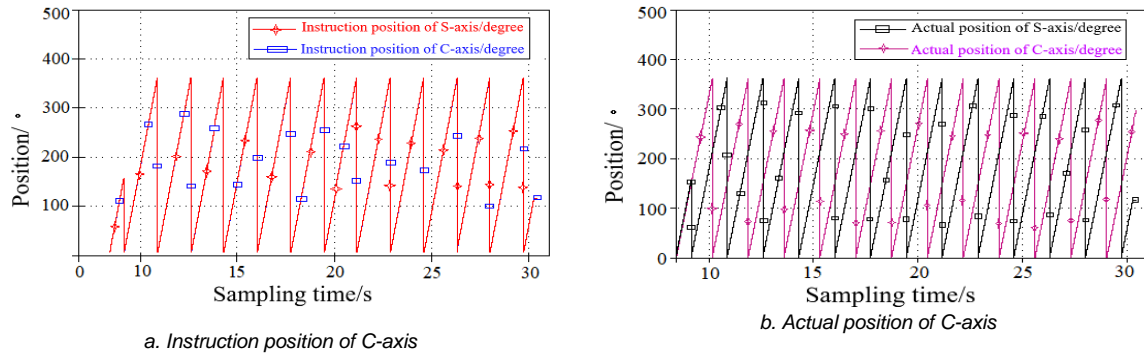 500
400
300
200
100
Position/ °
Instruction position of S-axis/degree
Instruction position of C-axis/degree
0 10 15 20 25 30
Sampling time/s
a. Instruction position of C-axis
500
400
300
200
100
0
Position/ °
Actual position of S-axis/degree
Actual position of C-axis/degree
10 15 20 25 30
Sampling time/s
b. Actual position of C-axis